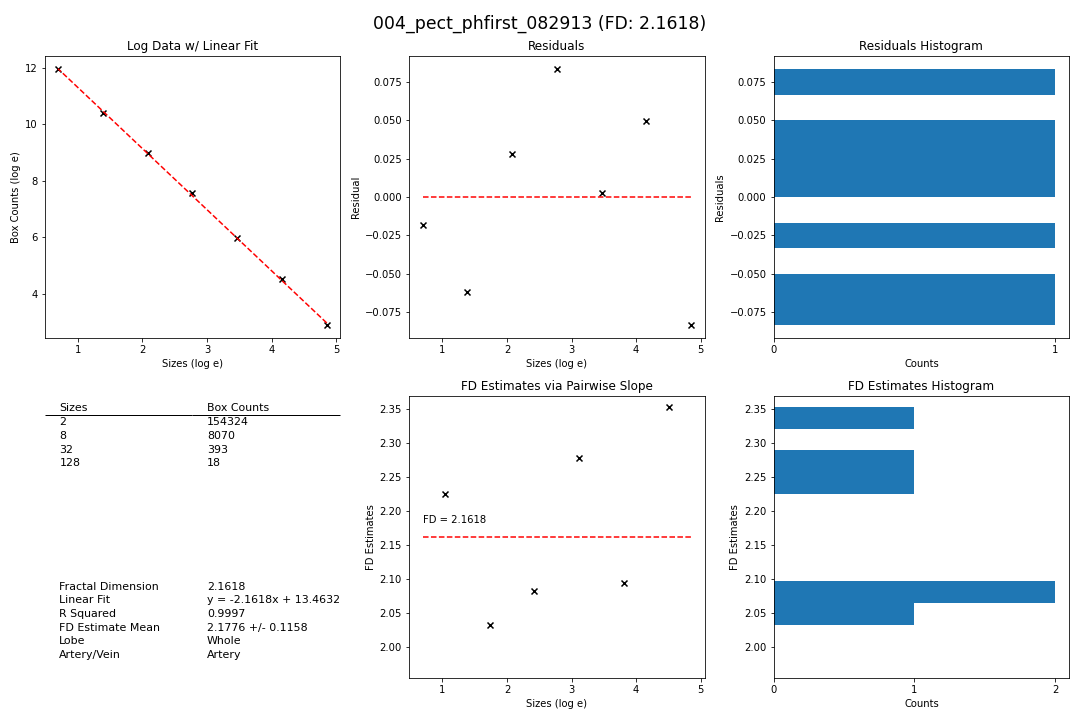 004_pect_phfirst_082913 (FD: 2.1618)
Log Data w/ Linear Fit
12
10
8
6
4
Box Counts (log e)
1 2 3 4 5
Sizes (log e)
Residuals
0.075
0.050
0.025
0.000
−0.025
−0.050
−0.075
Residual
1 2 3 4 5
Sizes (log e)
Residuals Histogram
0.075
0.050
0.025
0.000
−0.025
−0.050
−0.075
Residuals
0 1
Counts
Sizes Box Counts
2 154324
8 8070
32 393
128 18
Fractal Dimension 2.1618
Linear Fit y = -2.1618x + 13.4632
R Squared 0.9997
FD Estimate Mean 2.1776 +/- 0.1158
Lobe Whole
Artery/Vein Artery
FD Estimates via Pairwise Slope
2.35
2.30
2.25
2.20
2.15
2.10
2.05
2.00
FD Estimates
FD = 2.1618
1 2 3 4 5
Sizes (log e)
FD Estimates Histogram
2.35
2.30
2.25
2.20
2.15
2.10
2.05
2.00
FD Estimates
0 1 2
Counts